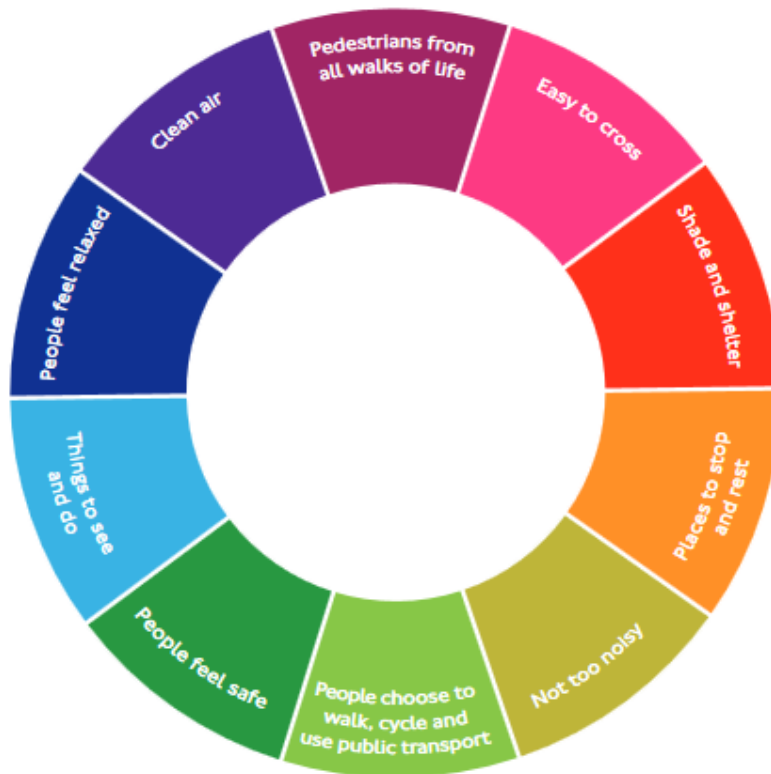 Pedestrians from
all walks of life
Easy to cross
Shade and shelter
Places to stop
and rest
Not too noisy
People choose to
walk, cycle and
use public transport
People feel safe
Things to see
and do
People feel relaxed
Clean air